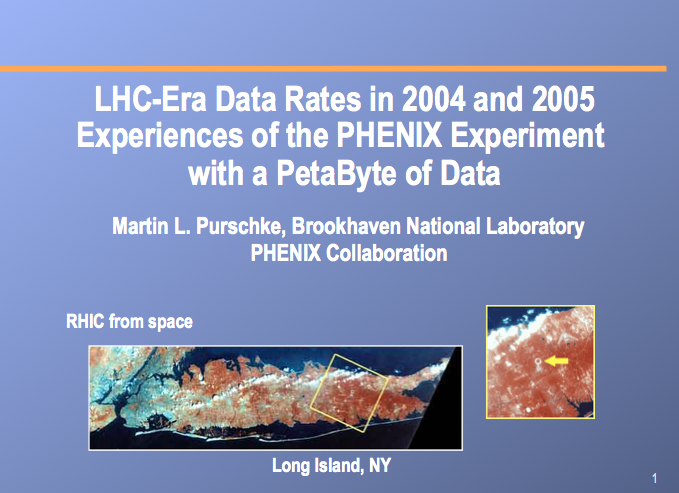 LHC-Era Data Rates in 2004 and 2005
Experiences of the PHENIX Experiment
with a PetaByte of Data
Martin L. Purschke, Brookhaven National Laboratory
PHENIX Collaboration
RHIC from space
Long Island, NY
1